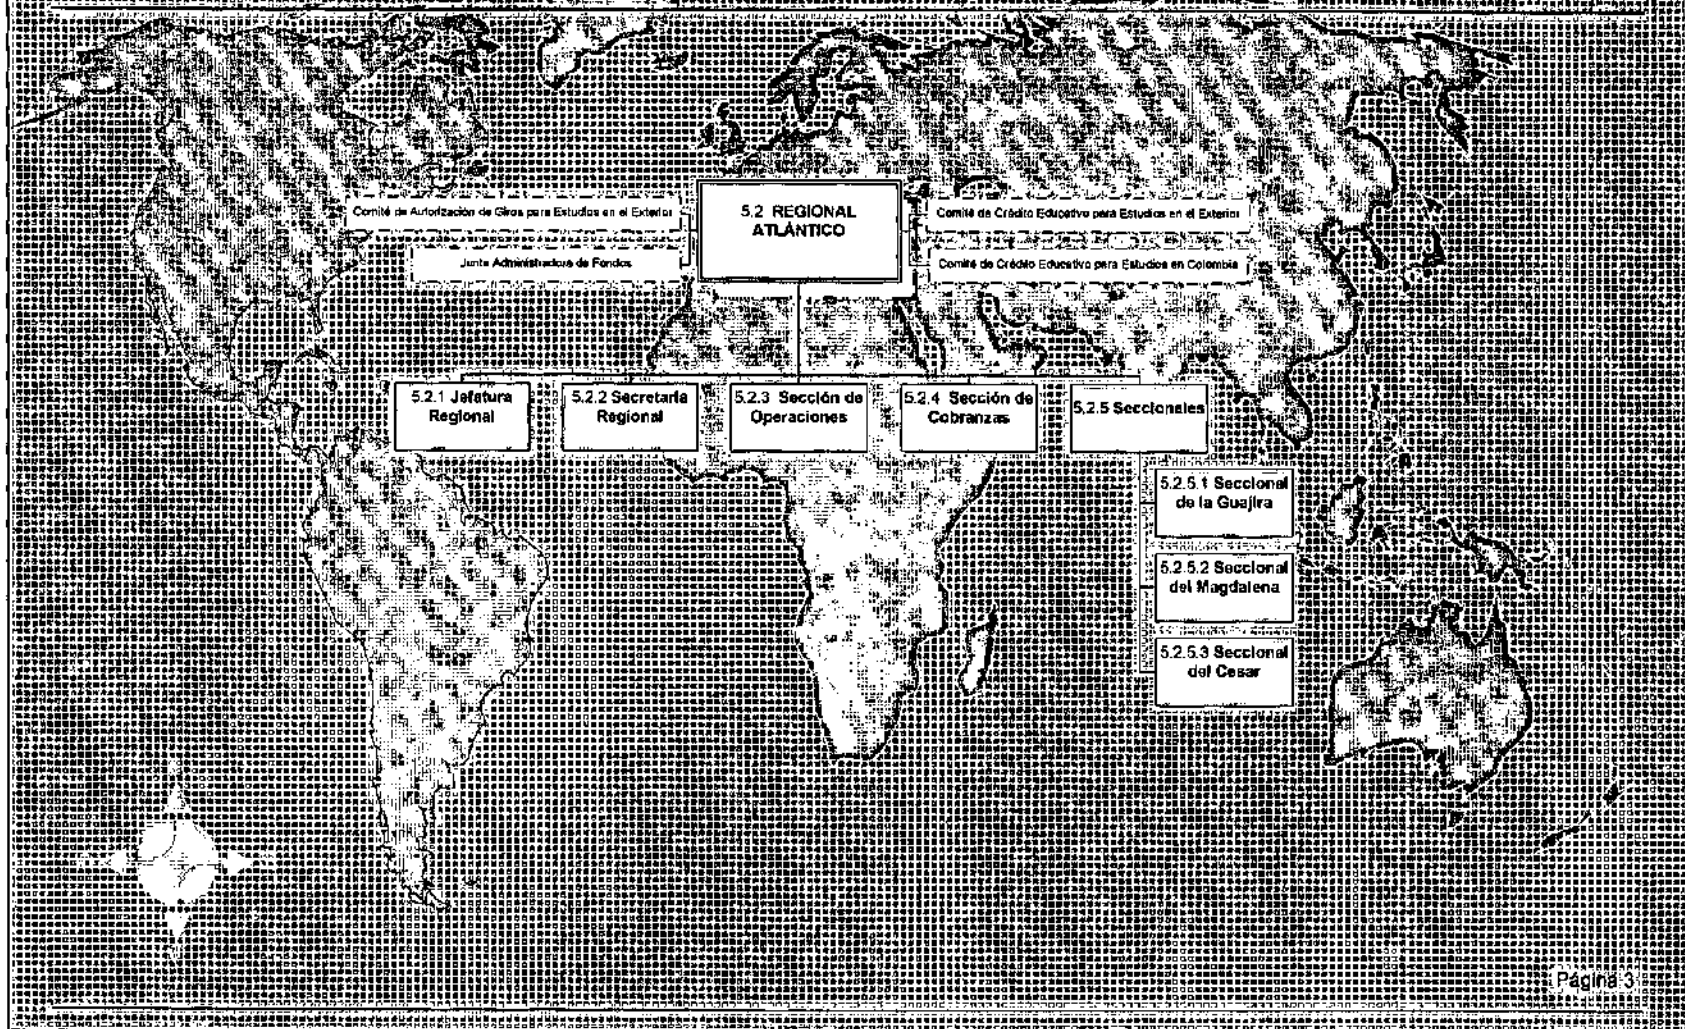 Comité de Autorización de Giros para Estudios en el Exterior
Junta Administradora de Fondos
5.2 REGIONAL
ATLÁNTICO
Comité de Crédito Educativo para Estudios en el Exterior
Comité de Crédito Educativo para Estudios en Colombia
5.2.1 Jefatura
Regional
5.2.2 Secretaría
Regional
5.2.3 Sección de
Operaciones
5.2.4 Sección de
Cobranzas
5.2.5 Seccionales
5.2.5.1 Seccional
de la Guajira
5.2.5.2 Seccional
del Magdalena
5.2.5.3 Seccional
del Cesar
Página 3